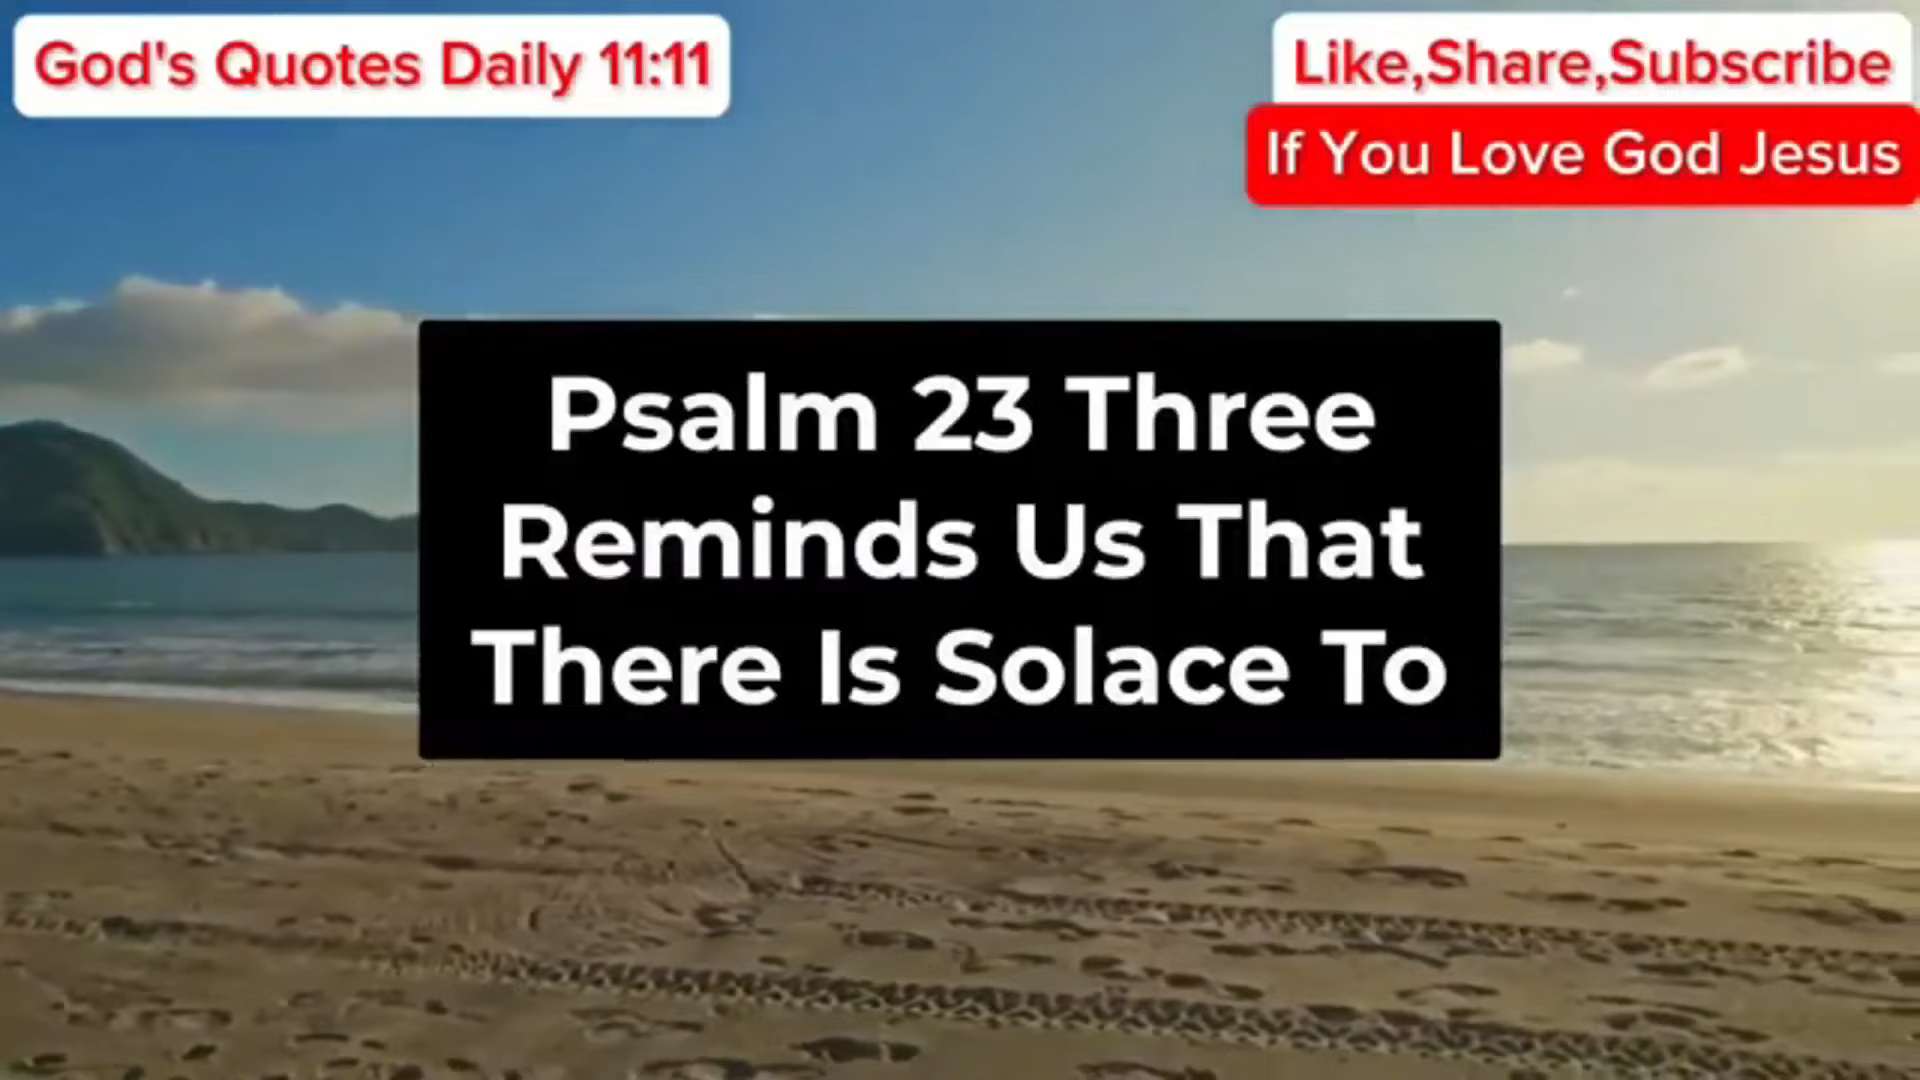 God's Quotes Daily 11:11
Like,Share,Subscribe
If You Love God Jesus
Psalm 23 Three
Reminds Us That
There Is Solace To